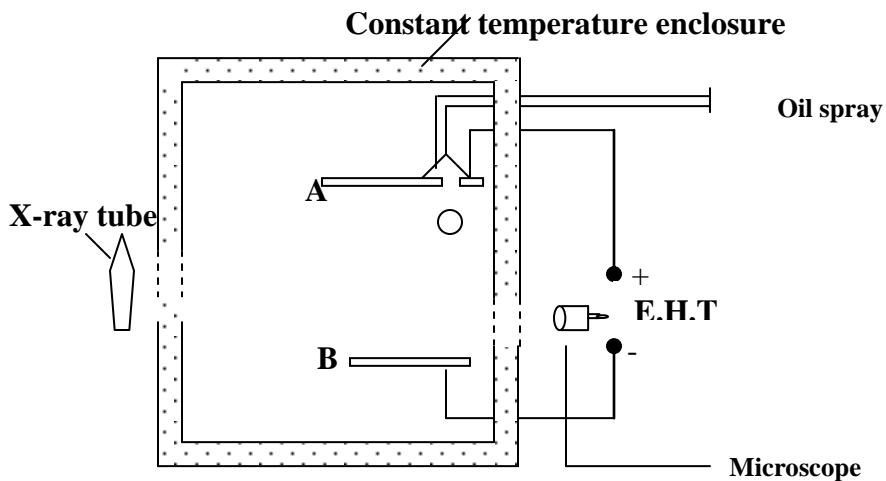 Constant temperature enclosure
Oil spray
A
X-ray tube
+
E.H.T
B
-
Microscope